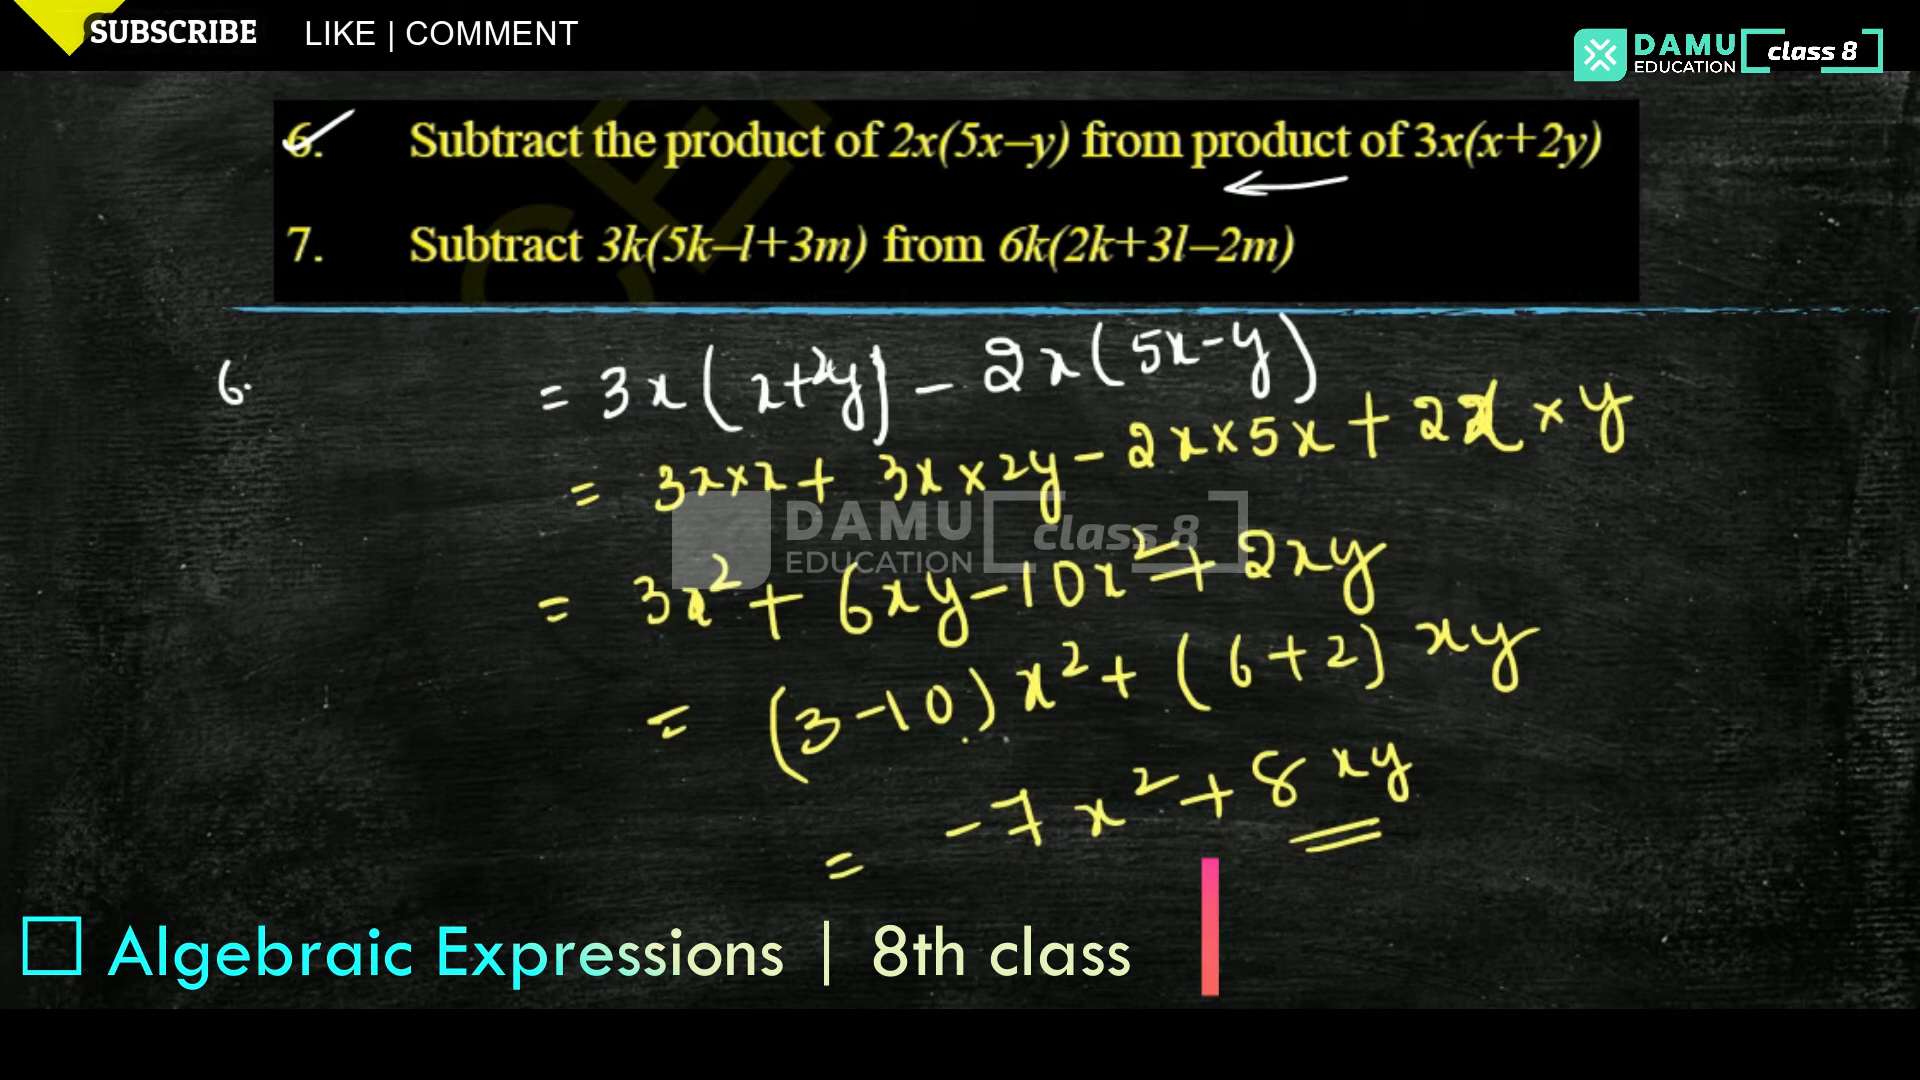 SUBSCRIBE LIKE | COMMENT
DAMU EDUCATION class 8
6. Subtract the product of 2x(5x–y) from product of 3x(x+2y)
7. Subtract 3k(5k–l+3m) from 6k(2k+3l–2m)
6. = 3x(x+2y) - 2x(5x-y)
= 3x×x + 3x×2y - 2x×5x + 2x×y
DAMU EDUCATION class 8
= 3x² + 6xy - 10x² + 2xy
= (3-10)x² + (6+2)xy
= -7x² + 8xy
Algebraic Expressions | 8th class